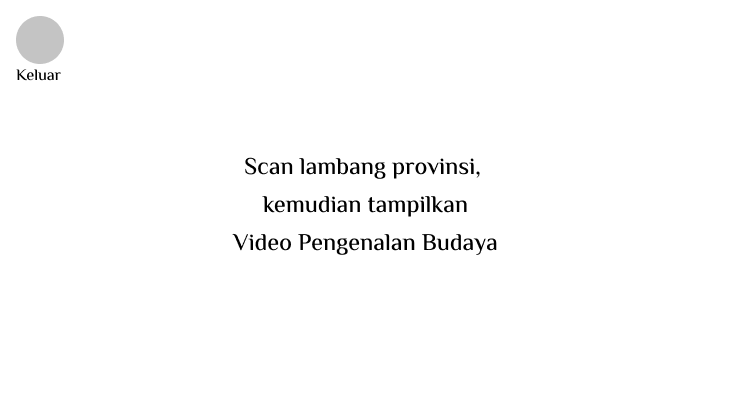 Keluar
Scan lambang provinsi,
kemudian tampilkan
Video Pengenalan Budaya